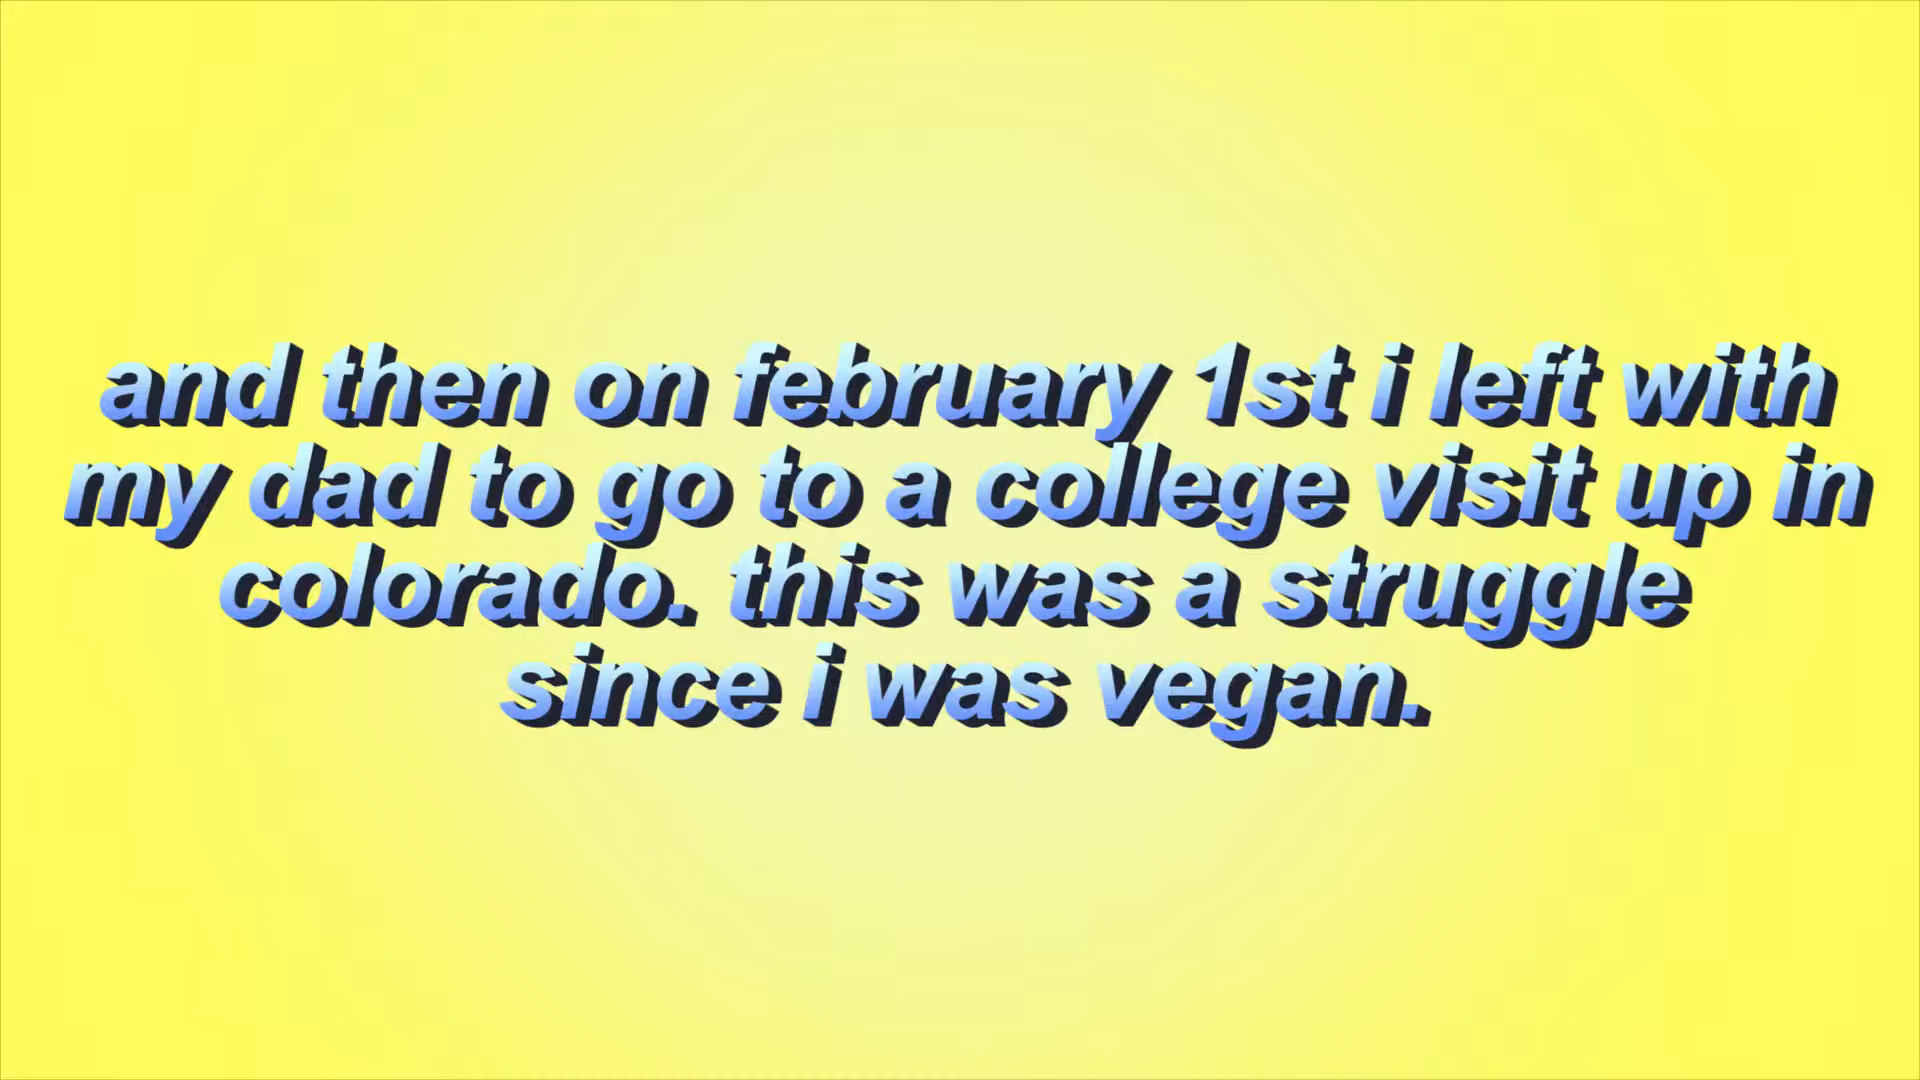 and then on february 1st i left with
my dad to go to a college visit up in
colorado. this was a struggle
since i was vegan.